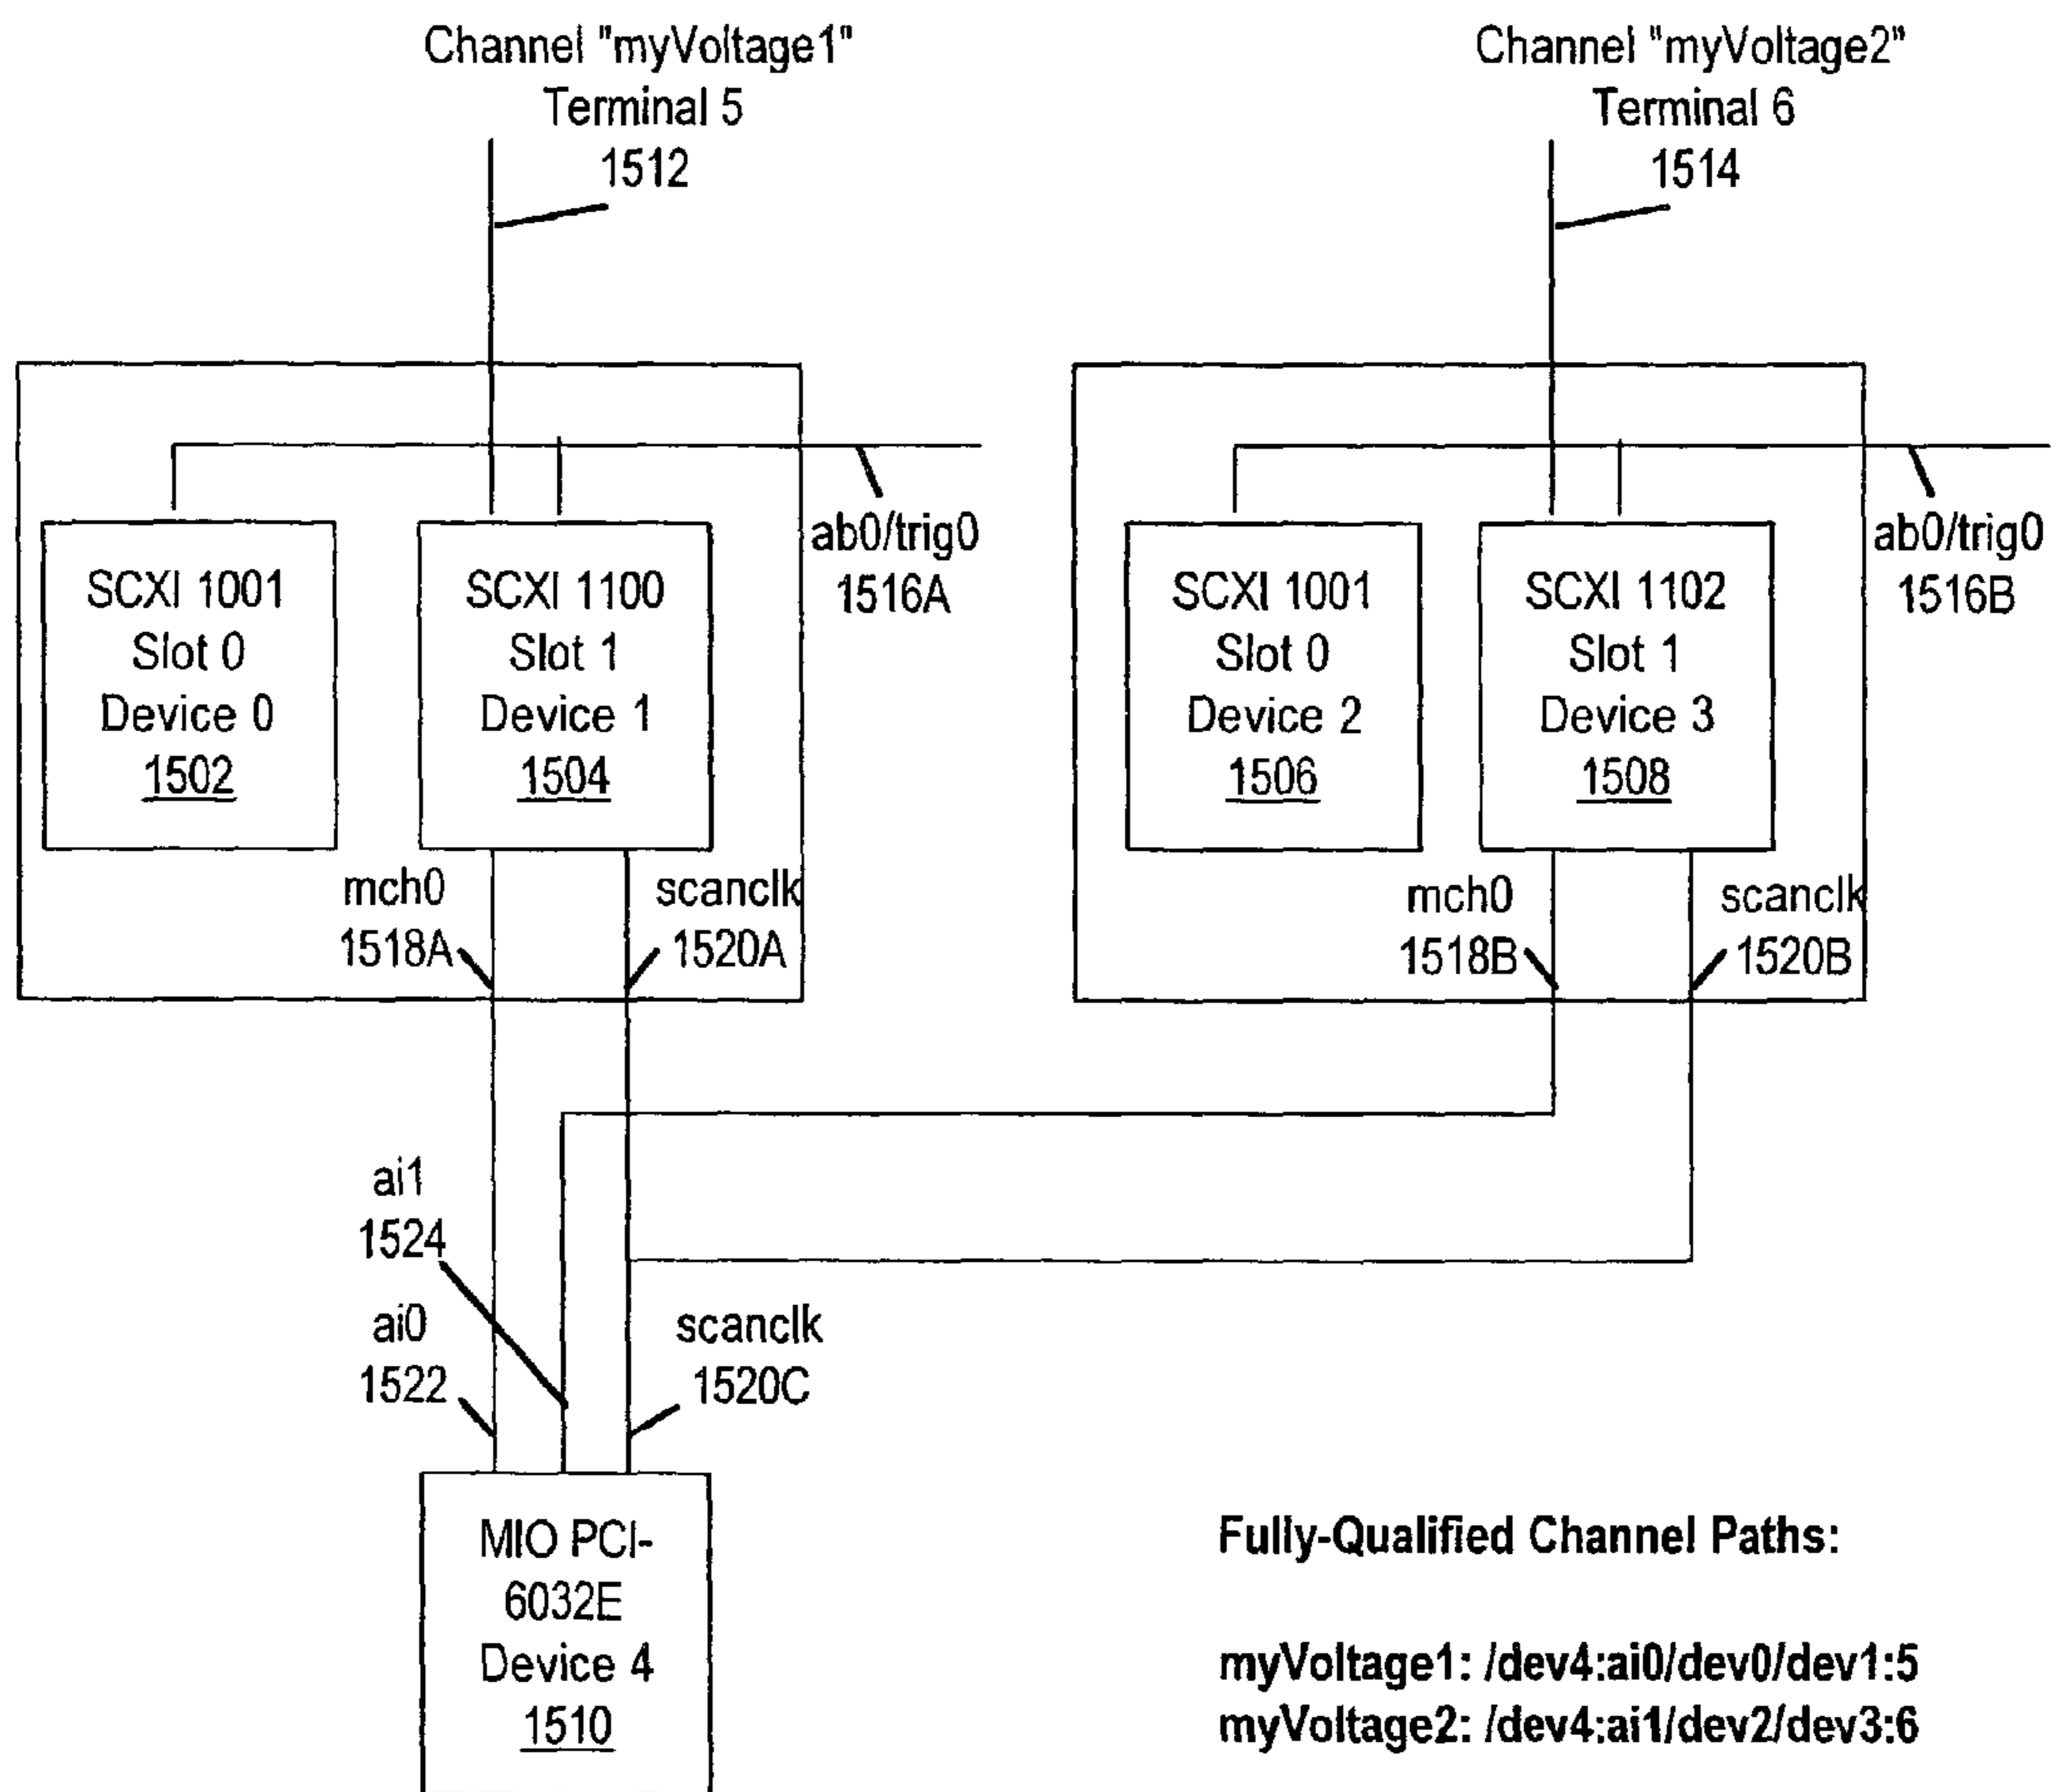 Channel "myVoltage1"
Terminal 5
1512
Channel "myVoltage2"
Terminal 6
1514
ab0/trig0
1516A
ab0/trig0
1516B
SCXI 1001
Slot 0
Device 0
1502
SCXI 1100
Slot 1
Device 1
1504
SCXI 1001
Slot 0
Device 2
1506
SCXI 1102
Slot 1
Device 3
1508
mch0
1518A
scanclk
1520A
mch0
1518B
scanclk
1520B
ai1
1524
ai0
1522
scanclk
1520C
MIO PCI-
6032E
Device 4
1510
Fully-Qualified Channel Paths:
myVoltage1: /dev4:ai0/dev0/dev1:5
myVoltage2: /dev4:ai1/dev2/dev3:6